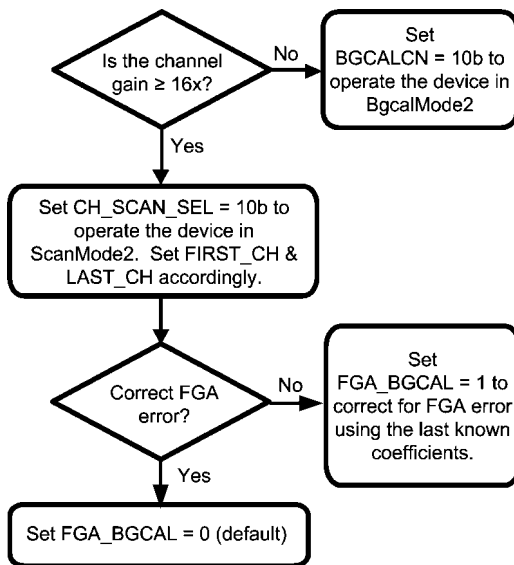 Is the channel
gain ≥ 16x?
No
Set
BGCALCN = 10b to
operate the device in
BgcalMode2
Yes
Set CH_SCAN_SEL = 10b to
operate the device in
ScanMode2. Set FIRST_CH &
LAST_CH accordingly.
Correct FGA
error?
No
Set
FGA_BGCAL = 1 to
correct for FGA error
using the last known
coefficients.
Yes
Set FGA_BGCAL = 0 (default)